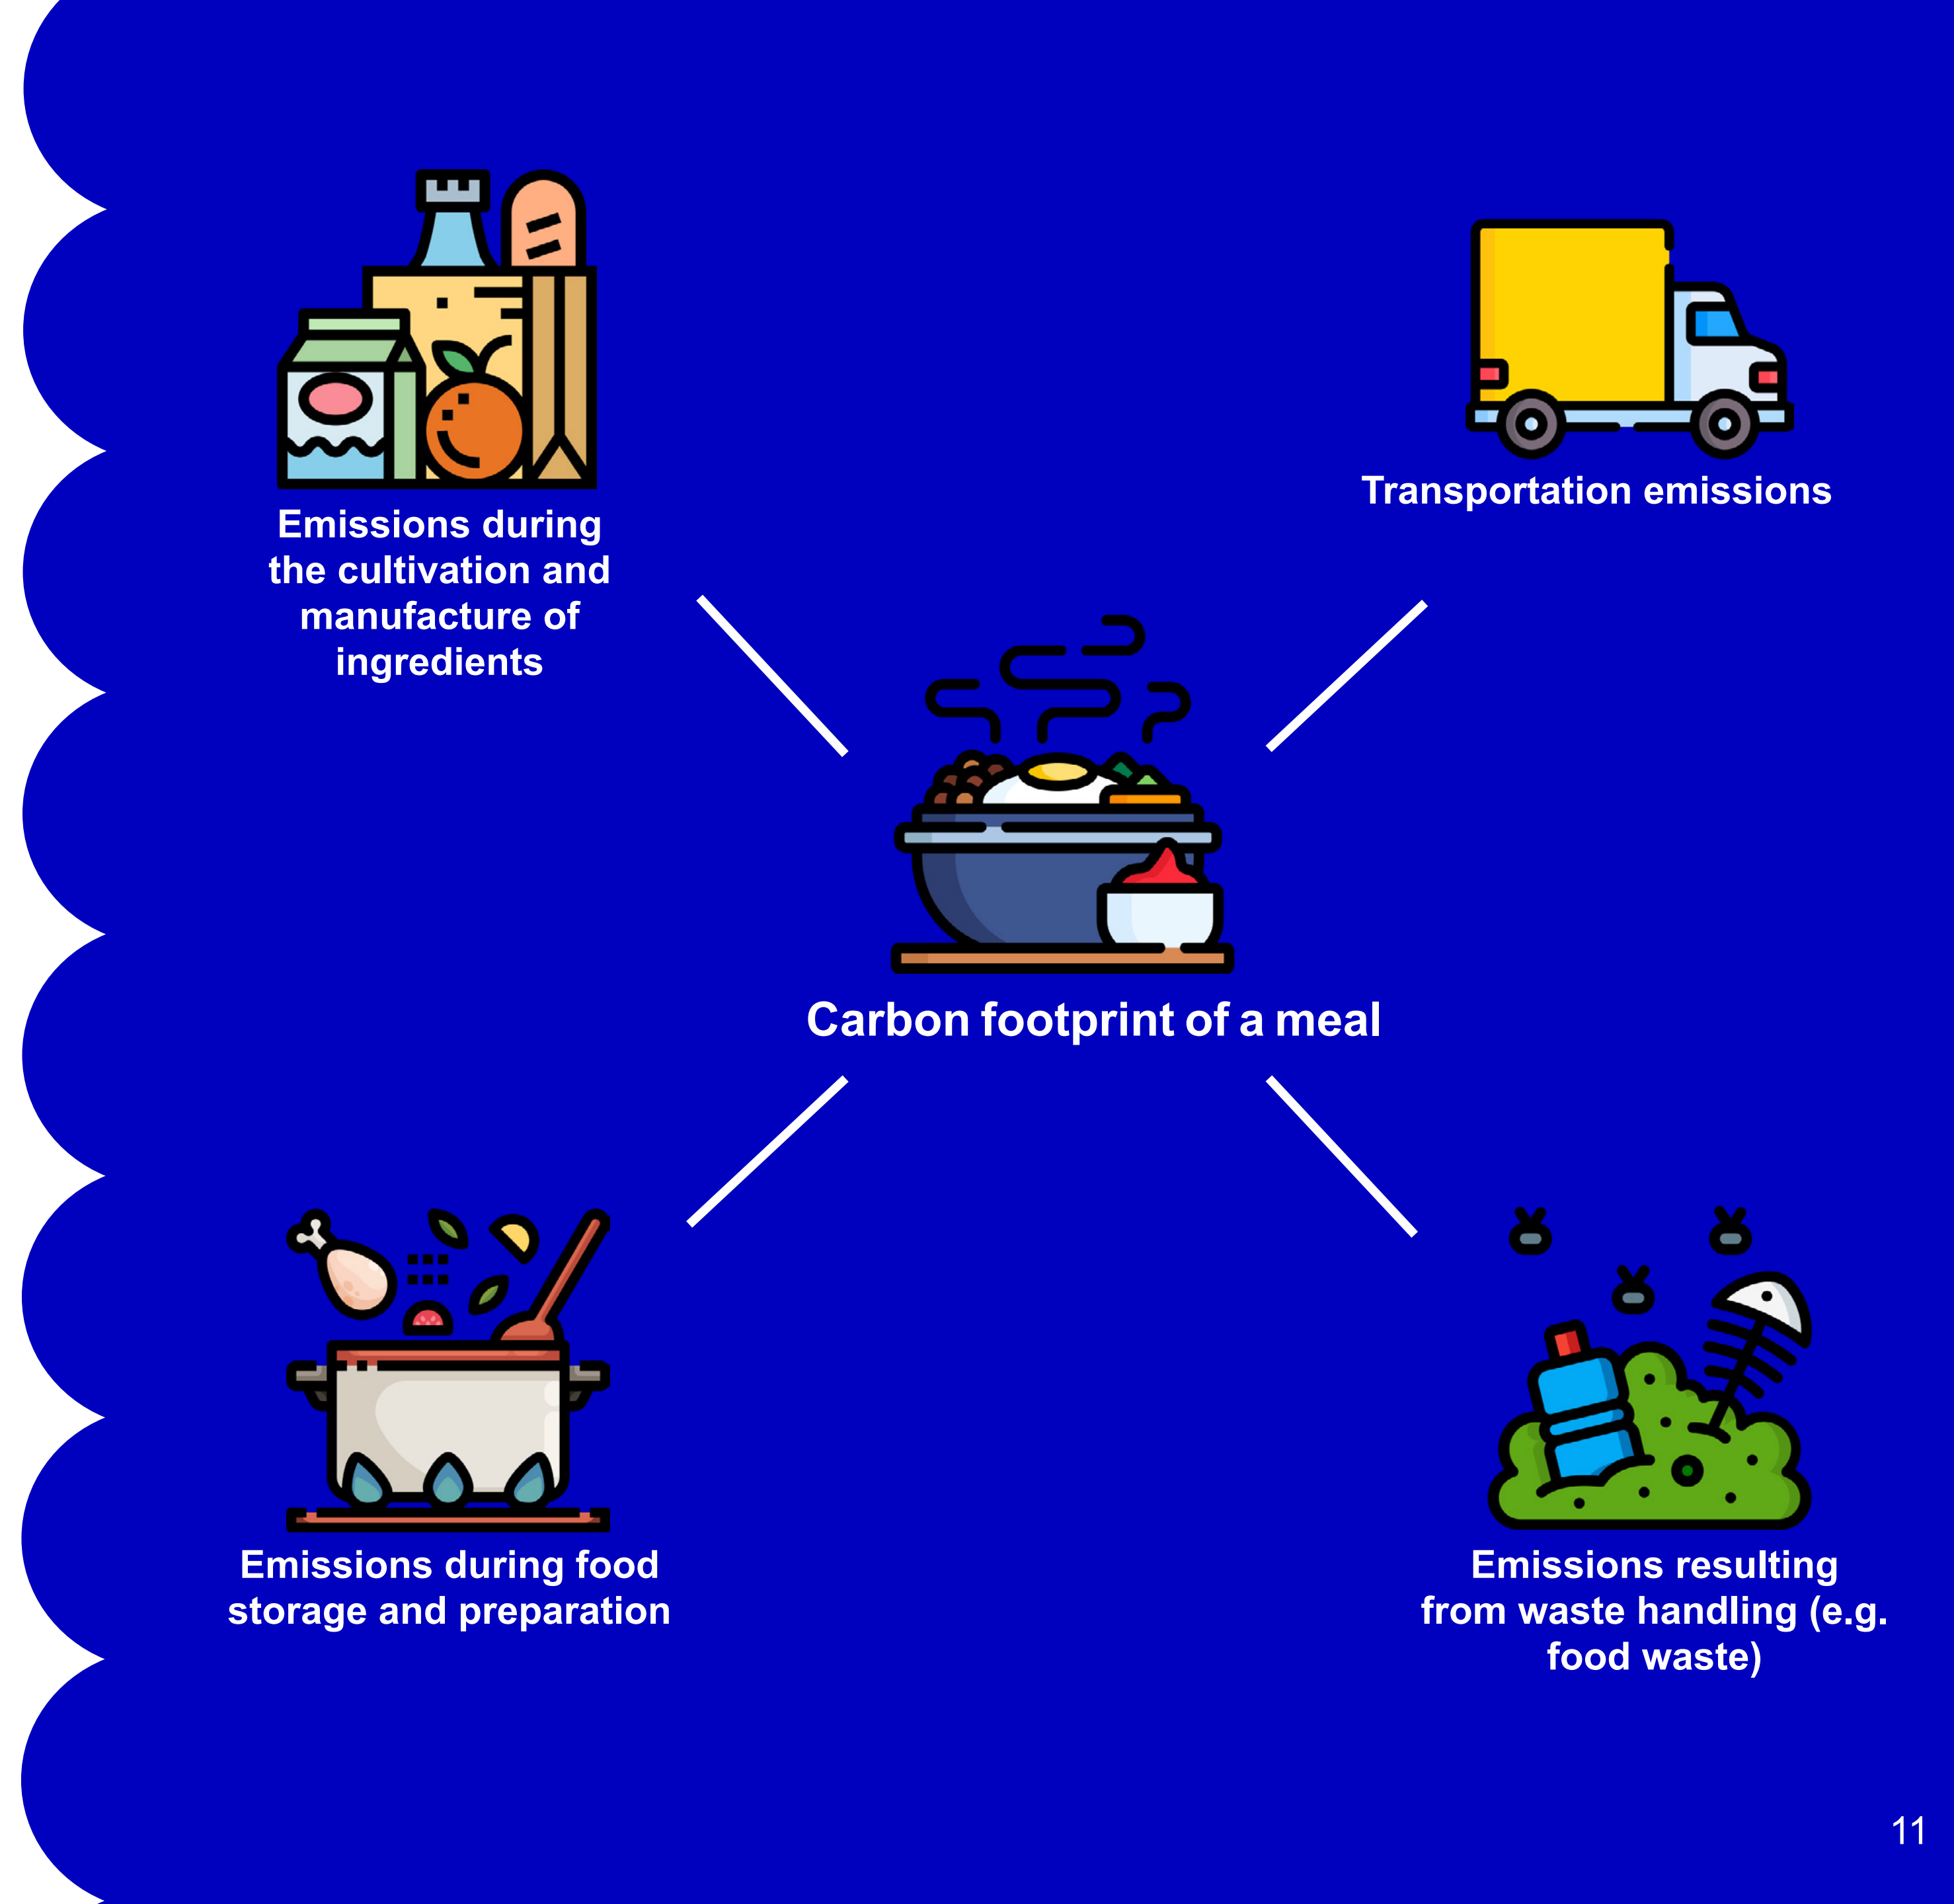 Emissions during
the cultivation and
manufacture of
ingredients
Transportation emissions
Carbon footprint of a meal
Emissions during food
storage and preparation
Emissions resulting
from waste handling (e.g.
food waste)
11